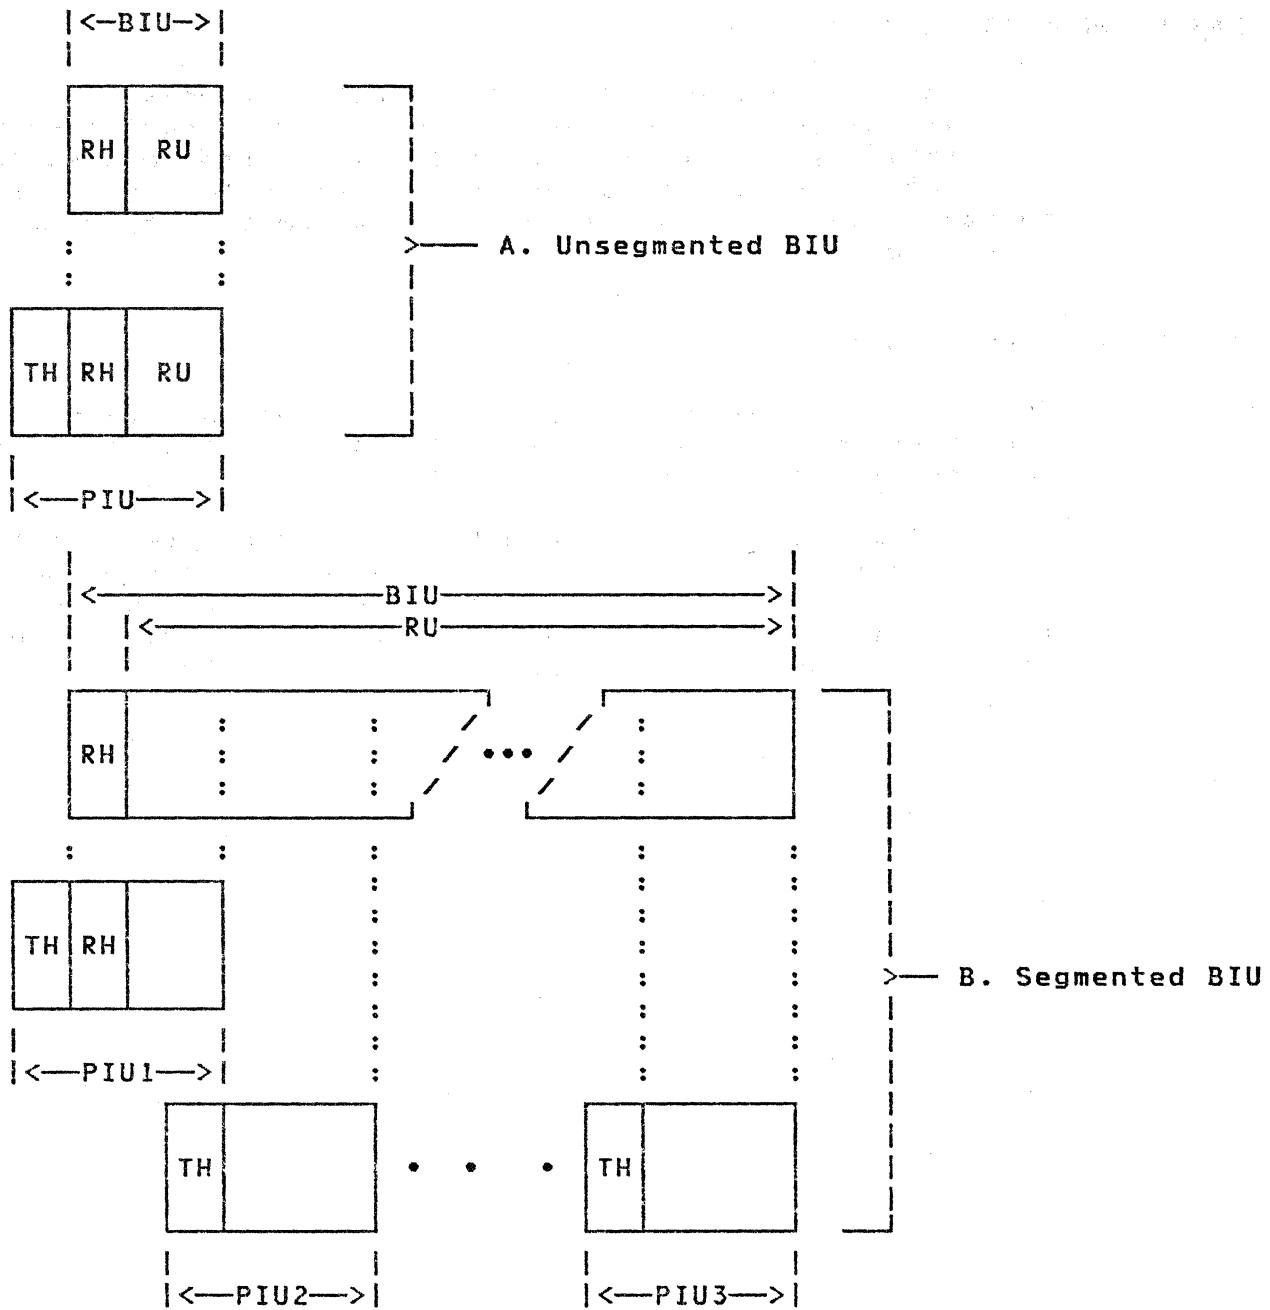 |<—BIU—>|
RH RU
>—— A. Unsegmented BIU
TH RH RU
|<——PIU——>|
|<————BIU————>|
|<————RU————>|
RH •••
TH RH
>— B. Segmented BIU
|<——PIU1——>|
TH • • • TH
|<——PIU2——>| |<——PIU3——>|